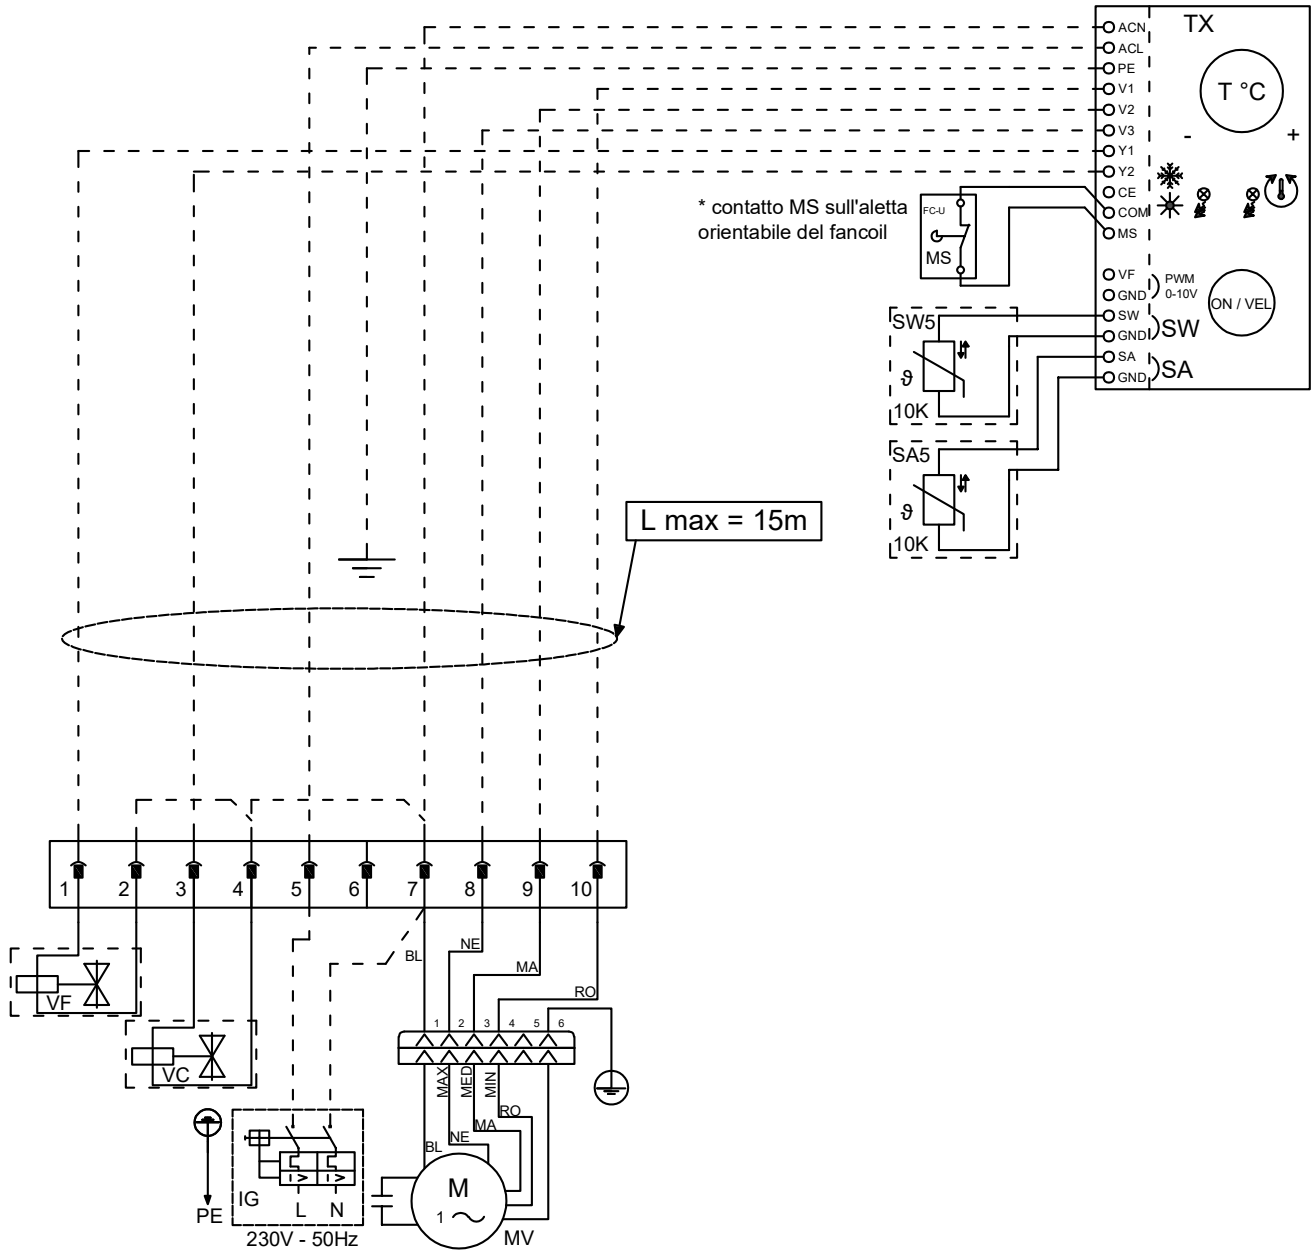 TX
ACN
ACL
PE
V1
V2
V3
Y1
Y2
CE
COM
MS
VF
GND
SW
GND
SA
GND
T °C
- +
PWM
0-10V
ON / VEL
SW
SA
* contatto MS sull'aletta
orientabile del fancoil
FC-U
MS
SW5
ϑ
10K
SA5
ϑ
10K
L max = 15m
1 2 3 4 5 6 7 8 9 10
VF
VC
BL
NE
MA
RO
1 2 3 4 5 6
MAX
MED
MIN
RO
MA
NE
BL
PE
IG
I >
I >
L N
230V - 50Hz
M
1
MV